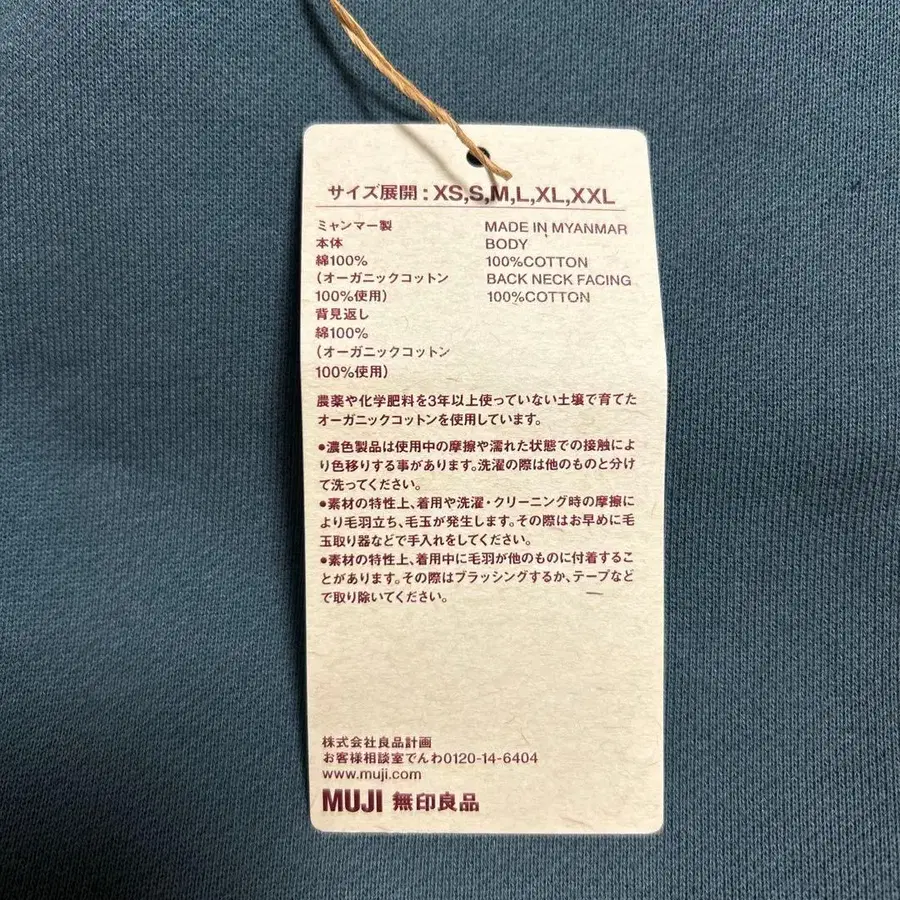 サイズ展開:XS,S,M,L,XL,XXL
ミャンマー製
本体
綿100%
(オーガニックコットン
100%使用)
背見返し
綿100%
(オーガニックコットン
100%使用)
MADE IN MYANMAR
BODY
100%COTTON
BACK NECK FACING
100%COTTON
農薬や化学肥料を3年以上使っていない土壌で育てた
オーガニックコットンを使用しています。
●濃色製品は使用中の摩擦や濡れた状態での接触によ
り色移りする事があります。洗濯の際は他のものと分け
て洗ってください。
●素材の特性上、着用や洗濯・クリーニング時の摩擦に
より毛羽立ち、毛玉が発生します。その際はお早めに毛
玉取り器などで手入れをしてください。
●素材の特性上、着用中に毛羽が他のものに付着するこ
とがあります。その際はブラッシングするか、テープなど
で取り除いてください。
株式会社良品計画
お客様相談室でんわ0120-14-6404
www.muji.com
MUJI 無印良品